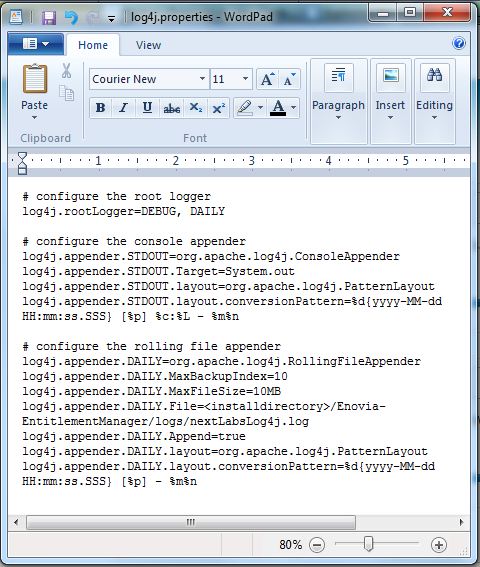 log4j.properties - WordPad
Home
View
Paste
Clipboard
Courier New
11
A
A
B I U abc X₂ X² A
Font
Paragraph
Insert
Editing
1 2 3 4 5
# configure the root logger
log4j.rootLogger=DEBUG, DAILY
# configure the console appender
log4j.appender.STDOUT=org.apache.log4j.ConsoleAppender
log4j.appender.STDOUT.Target=System.out
log4j.appender.STDOUT.layout=org.apache.log4j.PatternLayout
log4j.appender.STDOUT.layout.conversionPattern=%d{yyyy-MM-dd
HH:mm:ss.SSS} [%p] %c:%L - %m%n
# configure the rolling file appender
log4j.appender.DAILY=org.apache.log4j.RollingFileAppender
log4j.appender.DAILY.MaxBackupIndex=10
log4j.appender.DAILY.MaxFileSize=10MB
log4j.appender.DAILY.File=<installdirectory>/Enovia-
EntitlementManager/logs/nextLabsLog4j.log
log4j.appender.DAILY.Append=true
log4j.appender.DAILY.layout=org.apache.log4j.PatternLayout
log4j.appender.DAILY.layout.conversionPattern=%d{yyyy-MM-dd
HH:mm:ss.SSS} [%p] - %m%n
80%